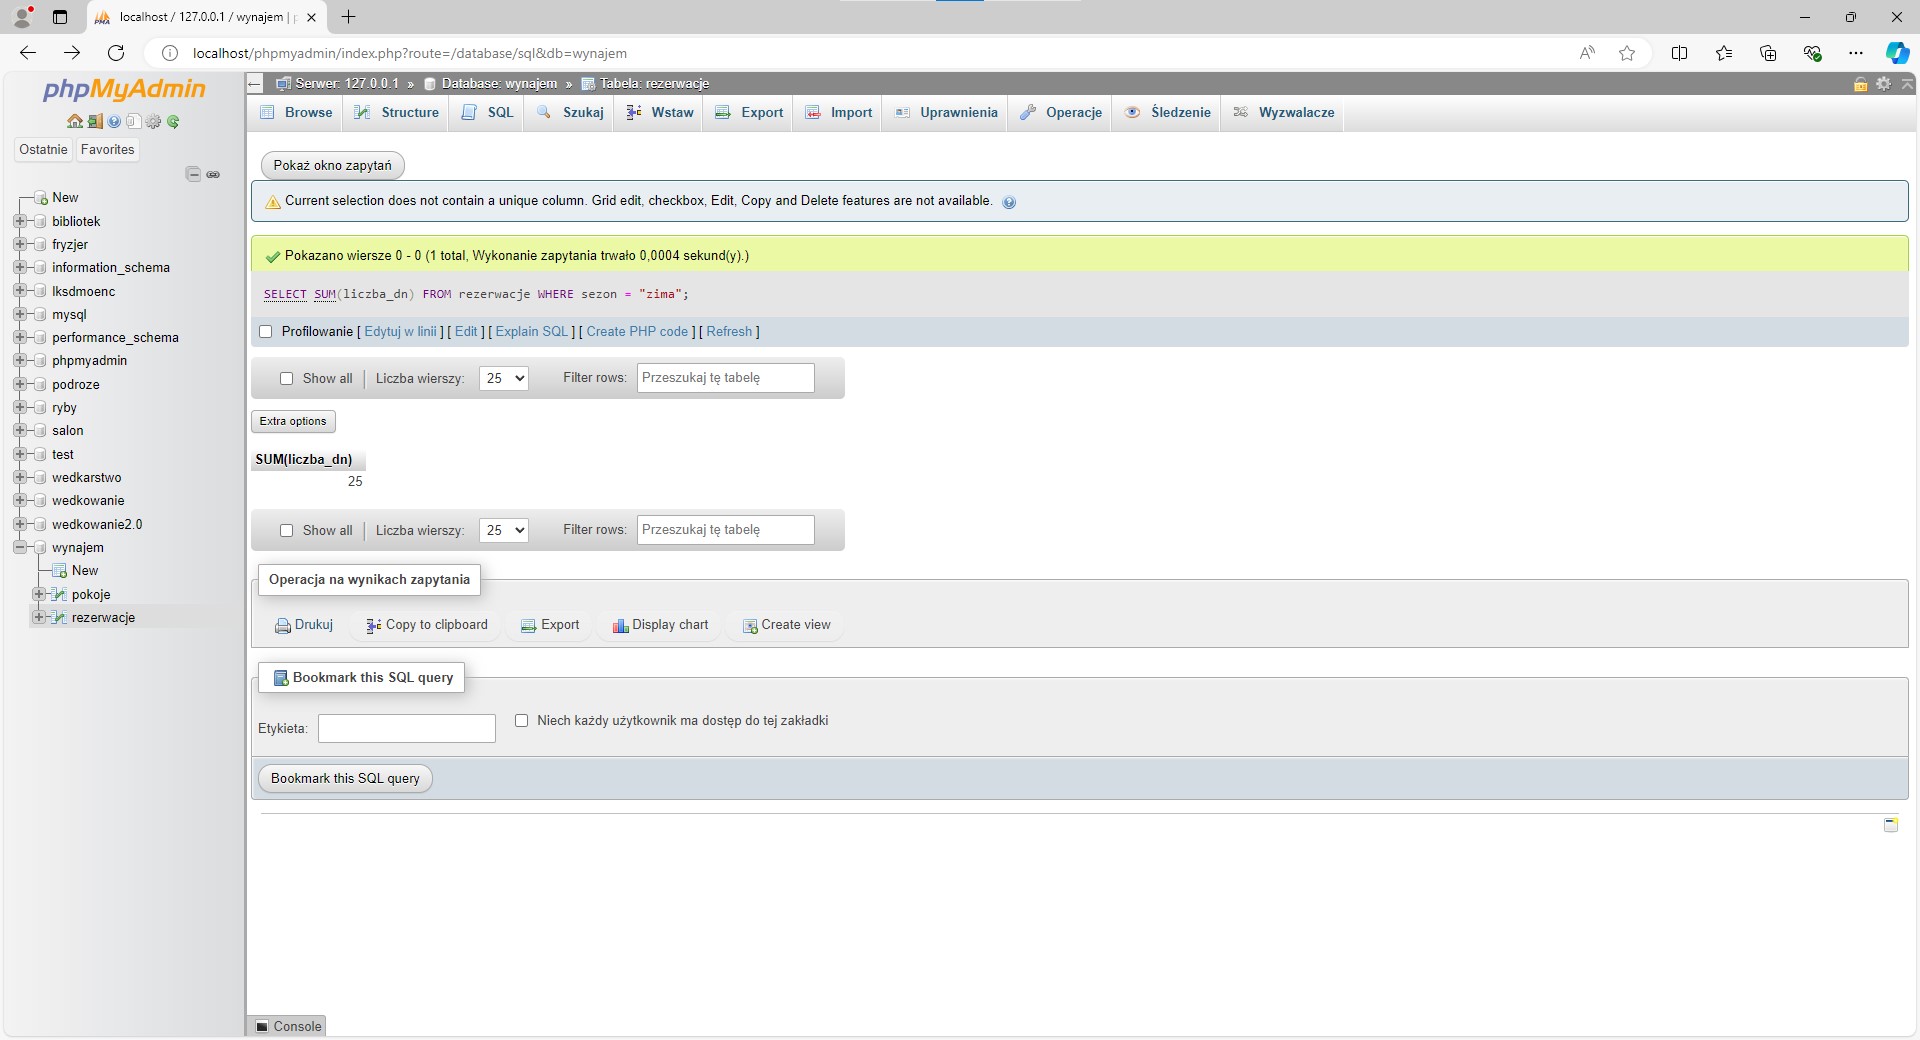 localhost / 127.0.0.1 / wynajem | p
localhost/phpmyadmin/index.php?route=/database/sql&db=wynajem
phpMyAdmin
Ostatnie Favorites
New
bibliotek
fryzjer
information_schema
lksdmoenc
mysql
performance_schema
phpmyadmin
podroze
ryby
salon
test
wedkarstwo
wedkowanie
wedkowanie2.0
wynajem
New
pokoje
rezerwacje
Serwer: 127.0.0.1 » Database: wynajem » Tabela: rezerwacje
Browse Structure SQL Szukaj Wstaw Export Import Uprawnienia Operacje Śledzenie Wyzwalacze
Pokaż okno zapytań
Current selection does not contain a unique column. Grid edit, checkbox, Edit, Copy and Delete features are not available.
Pokazano wiersze 0 - 0 (1 total, Wykonanie zapytania trwało 0,0004 sekund(y).)
SELECT SUM(liczba_dn) FROM rezerwacje WHERE sezon = "zima";
Profilowanie [ Edytuj w linii ] [ Edit ] [ Explain SQL ] [ Create PHP code ] [ Refresh ]
Show all | Liczba wierszy: 25 Filter rows: Przeszukaj tę tabelę
Extra options
SUM(liczba_dn)
25
Show all | Liczba wierszy: 25 Filter rows: Przeszukaj tę tabelę
Operacja na wynikach zapytania
Drukuj Copy to clipboard Export Display chart Create view
Bookmark this SQL query
Etykieta: Niech każdy użytkownik ma dostęp do tej zakładki
Bookmark this SQL query
Console